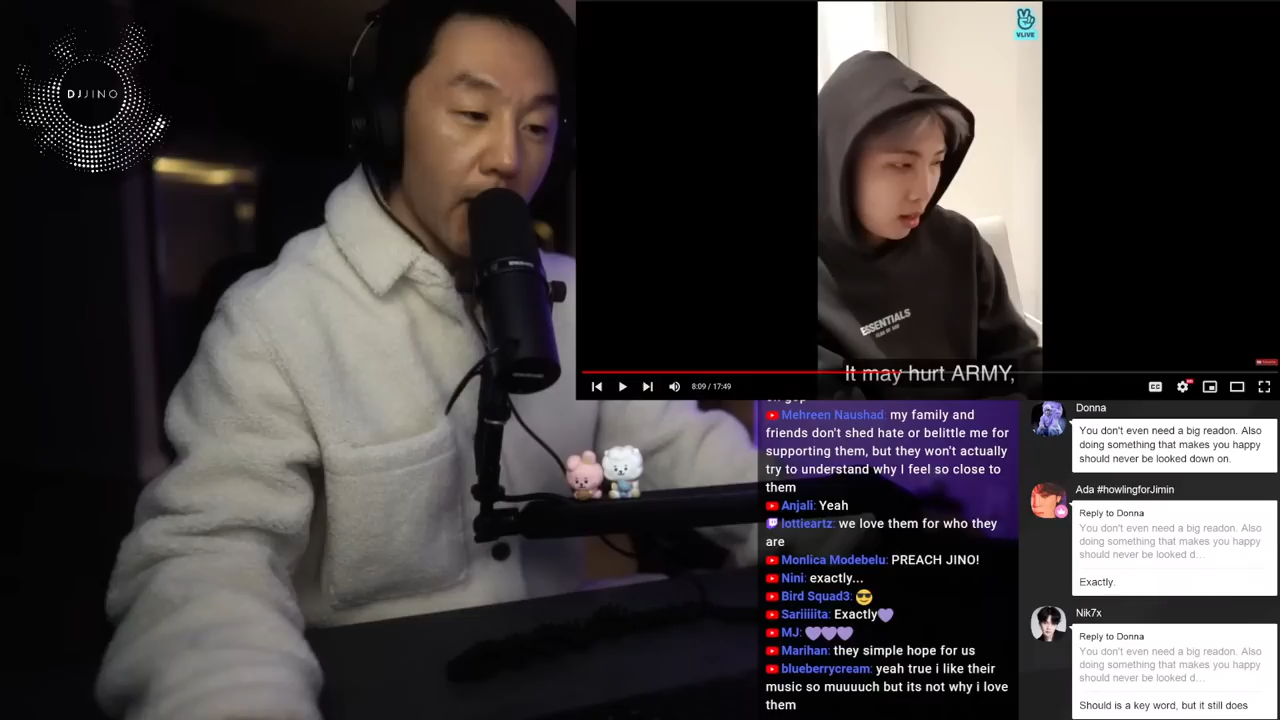 DJ JINO
VLIVE
ESSENTIALS
It may hurt ARMY,
8:09 / 17:49
Mehreen Naushad: my family and
friends don't shed hate or belittle me for
supporting them, but they won't actually
try to understand why I feel so close to
them
Anjali: Yeah
lottieartz: we love them for who they
are
Monlica Modebelu: PREACH JINO!
Nini: exactly...
Bird Squad3: 😎
Sariiiiita: Exactly💜
MJ: 💜💜💜
Marihan: they simple hope for us
blueberrycream: yeah true i like their
music so muuuuch but its not why i love
them
Donna
You don't even need a big readon. Also
doing something that makes you happy
should never be looked down on.
Ada #howlingforJimin
Reply to Donna
You don't even need a big readon. Also
doing something that makes you happy
should never be looked d...
Exactly.
Nik7x
Reply to Donna
You don't even need a big readon. Also
doing something that makes you happy
should never be looked d...
Should is a key word, but it still does